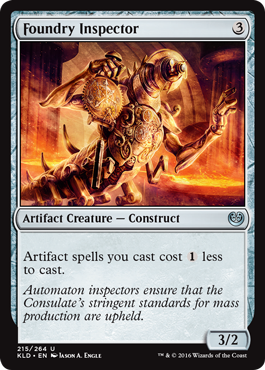 Foundry Inspector 3
Artifact Creature — Construct
Artifact spells you cast cost 1 less
to cast.
Automaton inspectors ensure that the
Consulate's stringent standards for mass
production are upheld.
3/2
215/264 U
KLD • EN Jason A. Engle
™ & © 2016 Wizards of the Coast